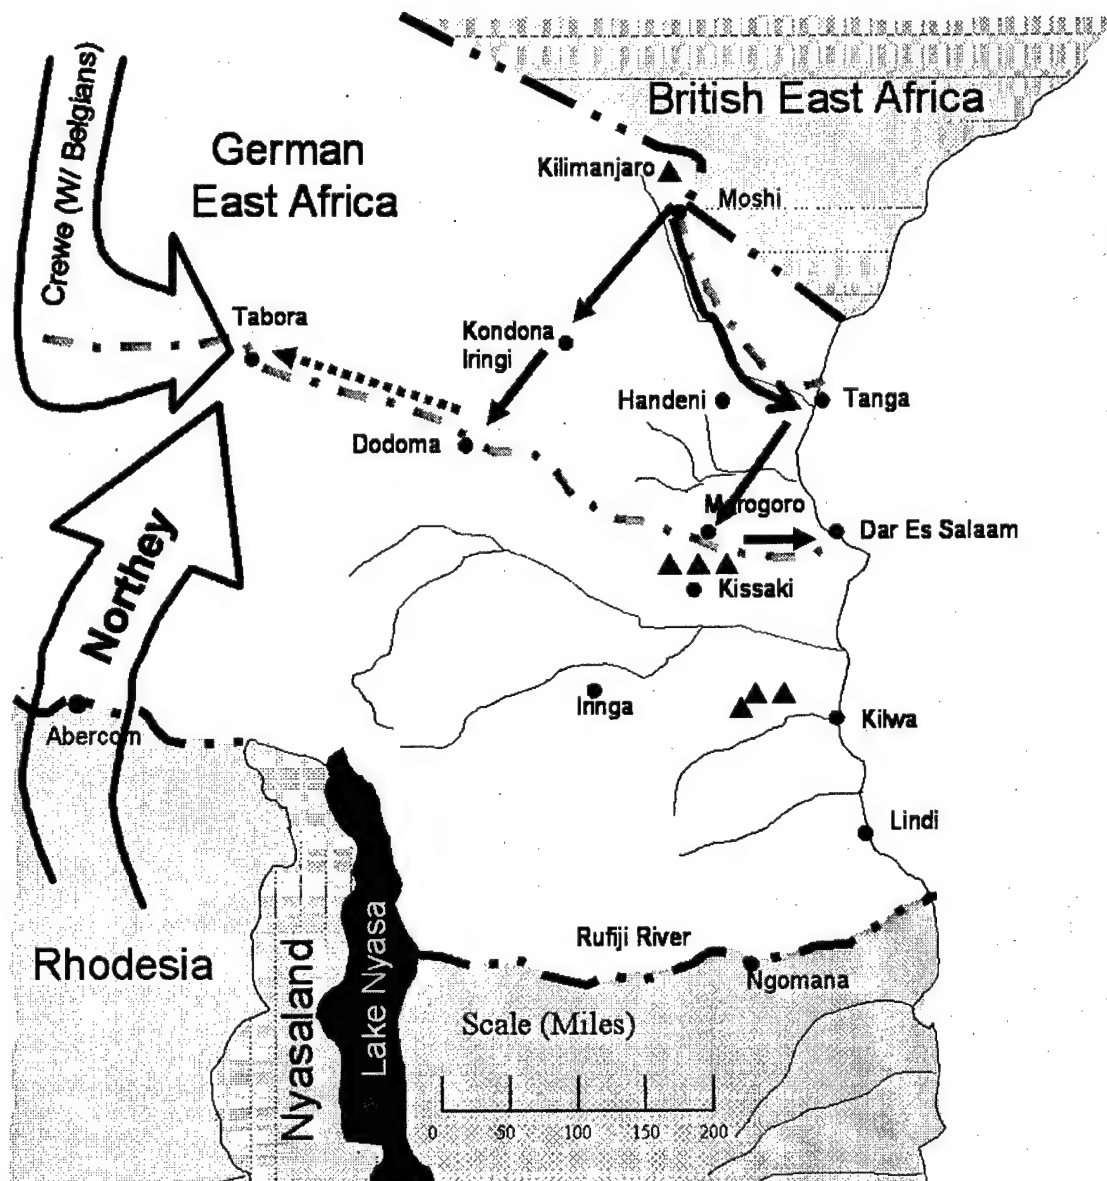 British East Africa
German
East Africa
Crewe (W/ Belgians)
Kilimanjaro
Moshi
Tabora
Kondona
Iringi
Handeni
Tanga
Dodoma
Morogoro
Dar Es Salaam
Kissaki
Northey
Iringa
Kilwa
Abercorn
Lindi
Rufiji River
Ngomana
Rhodesia
Nyasaland
Lake Nyasa
Scale (Miles)
0 50 100 150 200